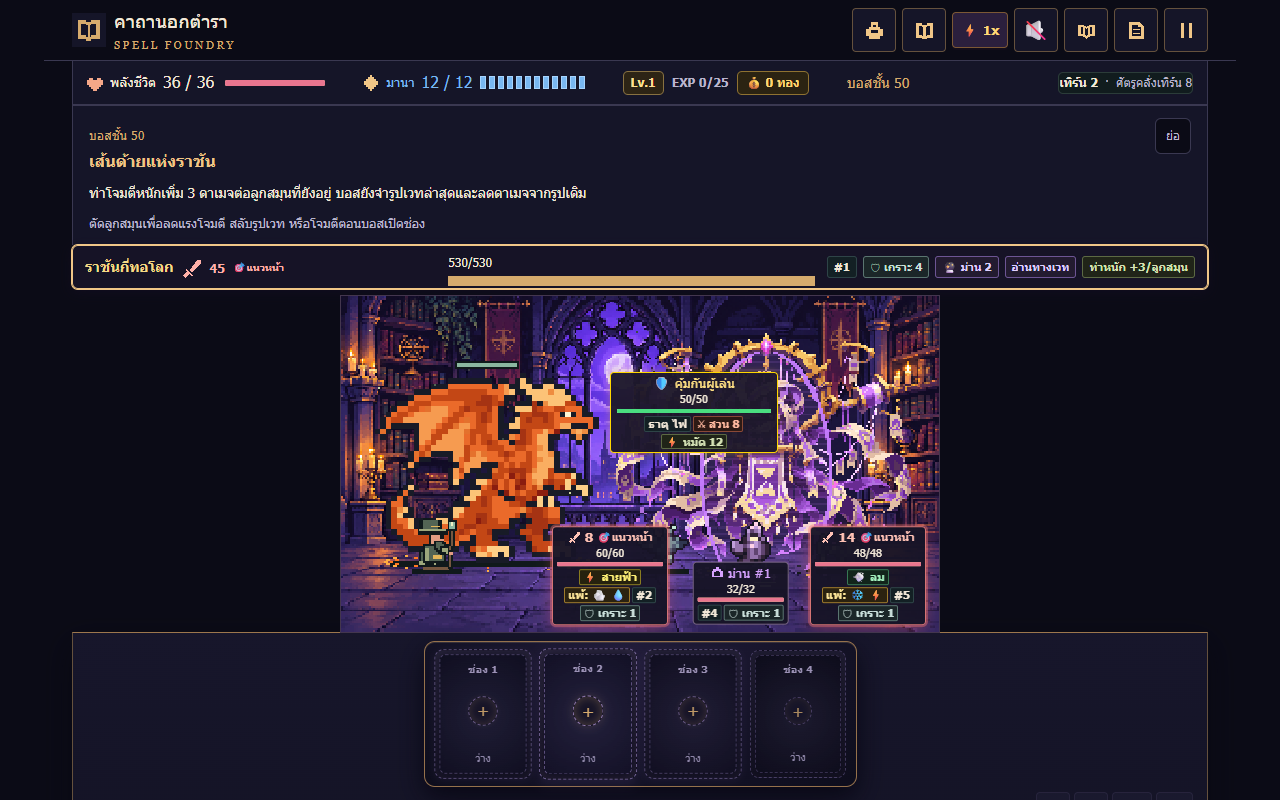 คาถานอกตำรา
SPELL FOUNDRY
1x
พลังชีวิต 36 / 36
มานา 12 / 12
Lv.1 EXP 0/25 0 ทอง
บอสชั้น 50
เทิร์น 2 · ศัตรูคลั่งเทิร์น 8
บอสชั้น 50
ย่อ
เส้นด้ายแห่งราชัน
ท่าโจมตีหนักเพิ่ม 3 ดาเมจต่อลูกสมุนที่ยังอยู่ บอสยังจำรูปเวทล่าสุดและลดดาเมจจากรูปเดิม
ตัดลูกสมุนเพื่อลดแรงโจมตี สลับรูปเวท หรือโจมตีตอนบอสเปิดช่อง
ราชันกี่ทอโลก 45 แนวหน้า
530/530
#1 เกราะ 4 ม่าน 2 อ่านทางเวท ท่าหนัก +3/ลูกสมุน
คุ้มกันผู้เล่น
50/50
ธาตุ ไฟ สวน 8
หมัด 12
8 แนวหน้า
60/60
สายฟ้า
แพ้: #2
เกราะ 1
ม่าน #1
32/32
#4 เกราะ 1
14 แนวหน้า
48/48
ลม
แพ้: #5
เกราะ 1
ช่อง 1 ช่อง 2 ช่อง 3 ช่อง 4
+ + + +
ว่าง ว่าง ว่าง ว่าง